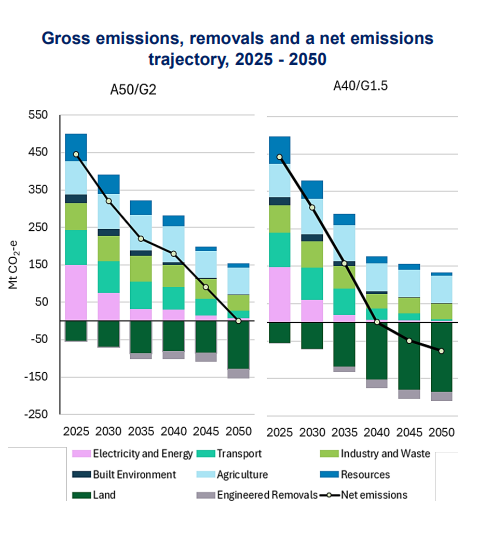 Gross emissions, removals and a net emissions
trajectory, 2025 - 2050
A50/G2
A40/G1.5
Mt CO₂-e
550
450
350
250
150
50
-50
-150
-250
2025 2030 2035 2040 2045 2050
2025 2030 2035 2040 2045 2050
Electricity and Energy Transport Industry and Waste
Built Environment Agriculture Resources
Land Engineered Removals Net emissions